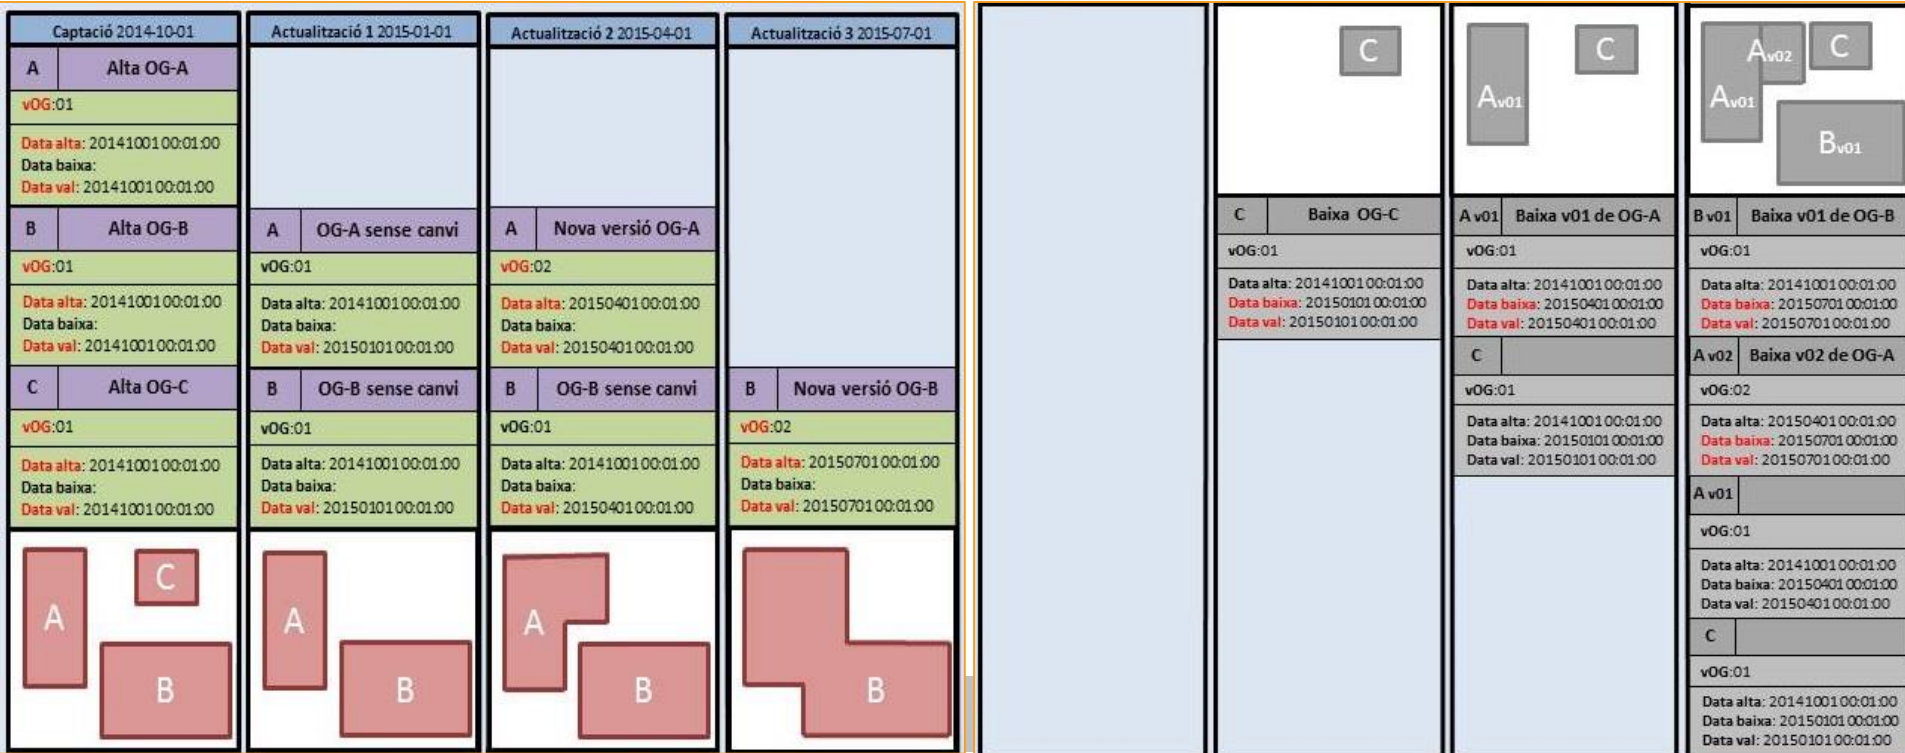 Captació 2014-10-01
A Alta OG-A
vOG:01
Data alta: 20141001 00:01:00
Data baixa:
Data val: 20141001 00:01:00
B Alta OG-B
vOG:01
Data alta: 20141001 00:01:00
Data baixa:
Data val: 20141001 00:01:00
C Alta OG-C
vOG:01
Data alta: 20141001 00:01:00
Data baixa:
Data val: 20141001 00:01:00
C
A
B
Actualització 1 2015-01-01
A OG-A sense canvi
vOG:01
Data alta: 20141001 00:01:00
Data baixa:
Data val: 20150101 00:01:00
B OG-B sense canvi
vOG:01
Data alta: 20141001 00:01:00
Data baixa:
Data val: 20150101 00:01:00
A
B
Actualització 2 2015-04-01
A Nova versió OG-A
vOG:02
Data alta: 20150401 00:01:00
Data baixa:
Data val: 20150401 00:01:00
B OG-B sense canvi
vOG:01
Data alta: 20141001 00:01:00
Data baixa:
Data val: 20150401 00:01:00
A
B
Actualització 3 2015-07-01
B Nova versió OG-B
vOG:02
Data alta: 20150701 00:01:00
Data baixa:
Data val: 20150701 00:01:00
B
C
C Baixa OG-C
vOG:01
Data alta: 20141001 00:01:00
Data baixa: 20150101 00:01:00
Data val: 20150101 00:01:00
C
Av01
A v01 Baixa v01 de OG-A
vOG:01
Data alta: 20141001 00:01:00
Data baixa: 20150401 00:01:00
Data val: 20150401 00:01:00
C
vOG:01
Data alta: 20141001 00:01:00
Data baixa: 20150101 00:01:00
Data val: 20150101 00:01:00
Av02 C
Av01
Bv01
B v01 Baixa v01 de OG-B
vOG:01
Data alta: 20141001 00:01:00
Data baixa: 20150701 00:01:00
Data val: 20150701 00:01:00
A v02 Baixa v02 de OG-A
vOG:02
Data alta: 20150401 00:01:00
Data baixa: 20150701 00:01:00
Data val: 20150701 00:01:00
A v01
vOG:01
Data alta: 20141001 00:01:00
Data baixa: 20150401 00:01:00
Data val: 20150401 00:01:00
C
vOG:01
Data alta: 20141001 00:01:00
Data baixa: 20150101 00:01:00
Data val: 20150101 00:01:00